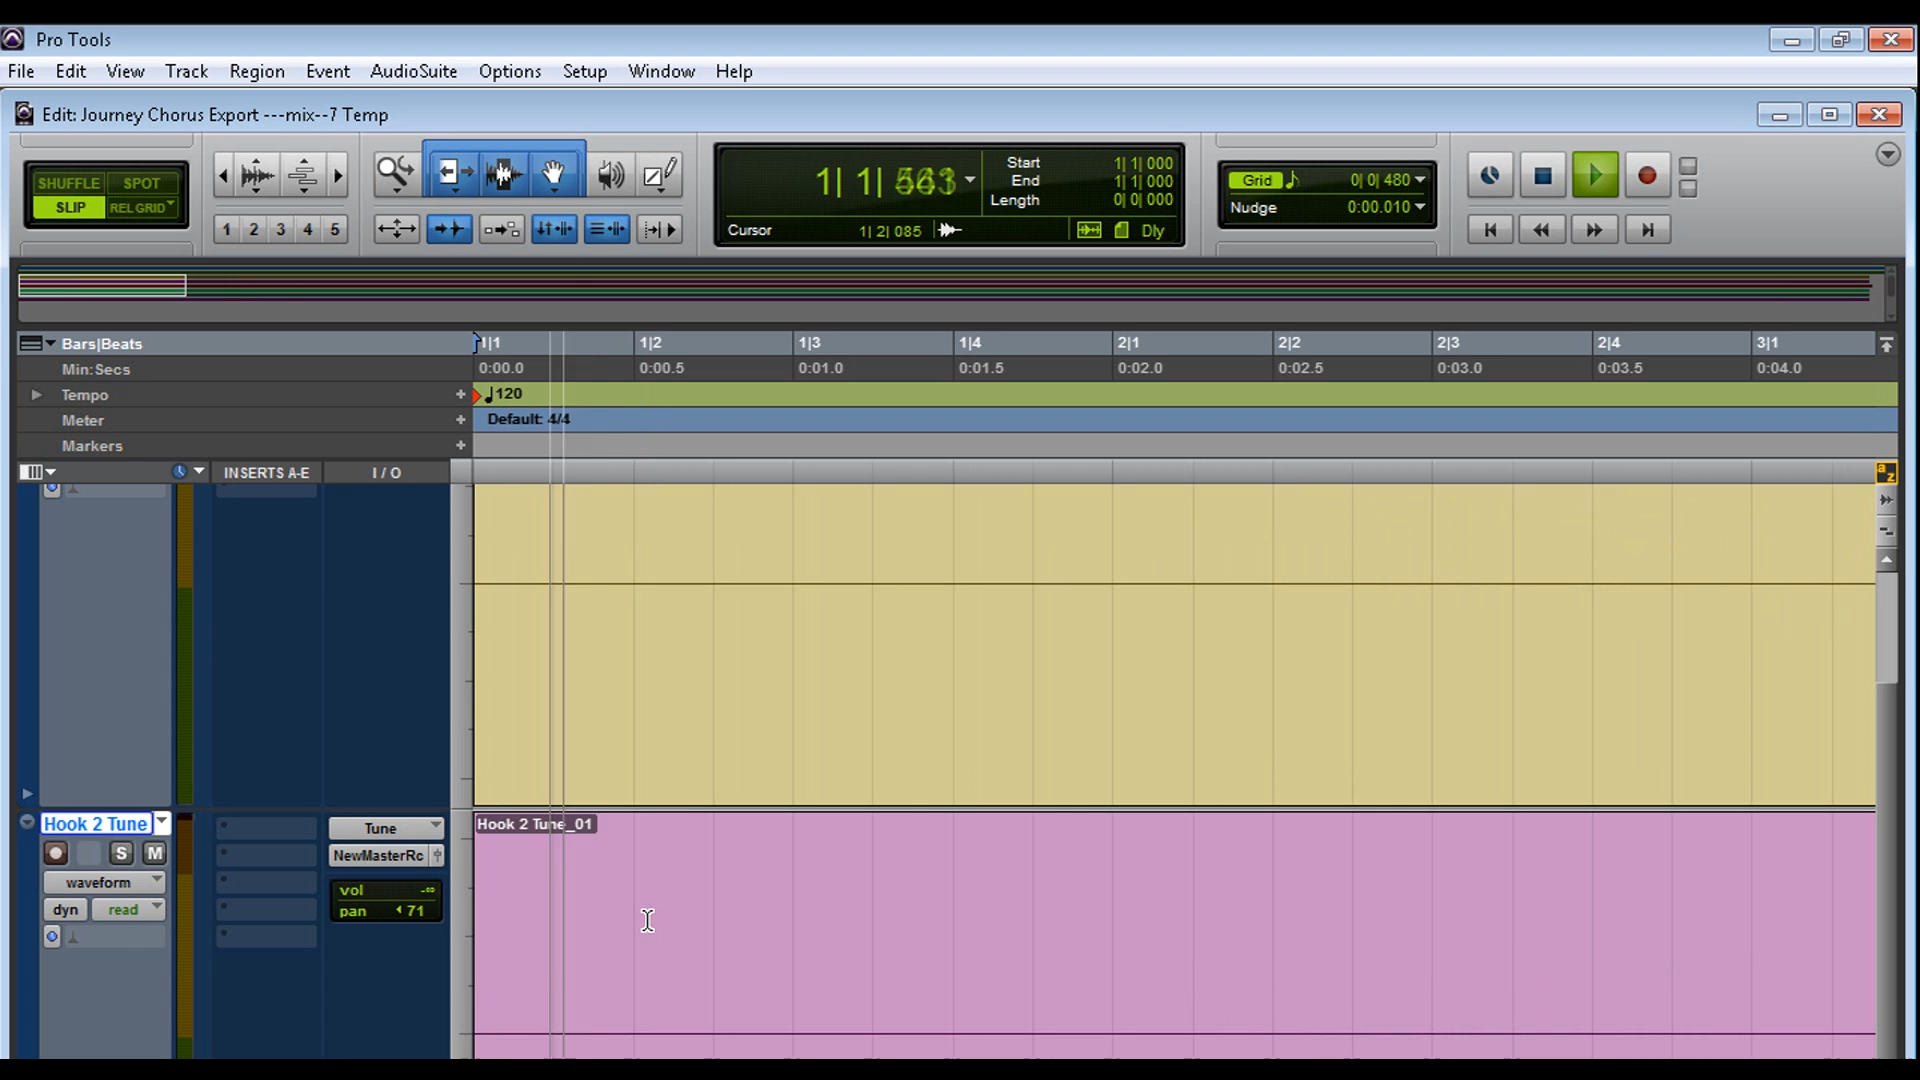 Pro Tools
File Edit View Track Region Event AudioSuite Options Setup Window Help
Edit: Journey Chorus Export ---mix--7 Temp
SHUFFLE SPOT
SLIP REL GRID
1 2 3 4 5
1| 1|
Start 1| 1| 000
End 1| 1| 000
Length 0| 0| 000
Cursor 1| 2| 085 Dly
Grid 0| 0| 480
Nudge 0:00.010
Bars|Beats 1|1 1|2 1|3 1|4 2|1 2|2 2|3 2|4 3|1
Min:Secs 0:00.0 0:00.5 0:01.0 0:01.5 0:02.0 0:02.5 0:03.0 0:03.5 0:04.0
Tempo + 120
Meter + Default: 4/4
Markers +
INSERTS A-E I / O
a z
Hook 2 Tune Tune Hook 2 Tune_01
S M NewMasterRc
waveform
vol -∞
dyn read pan 71